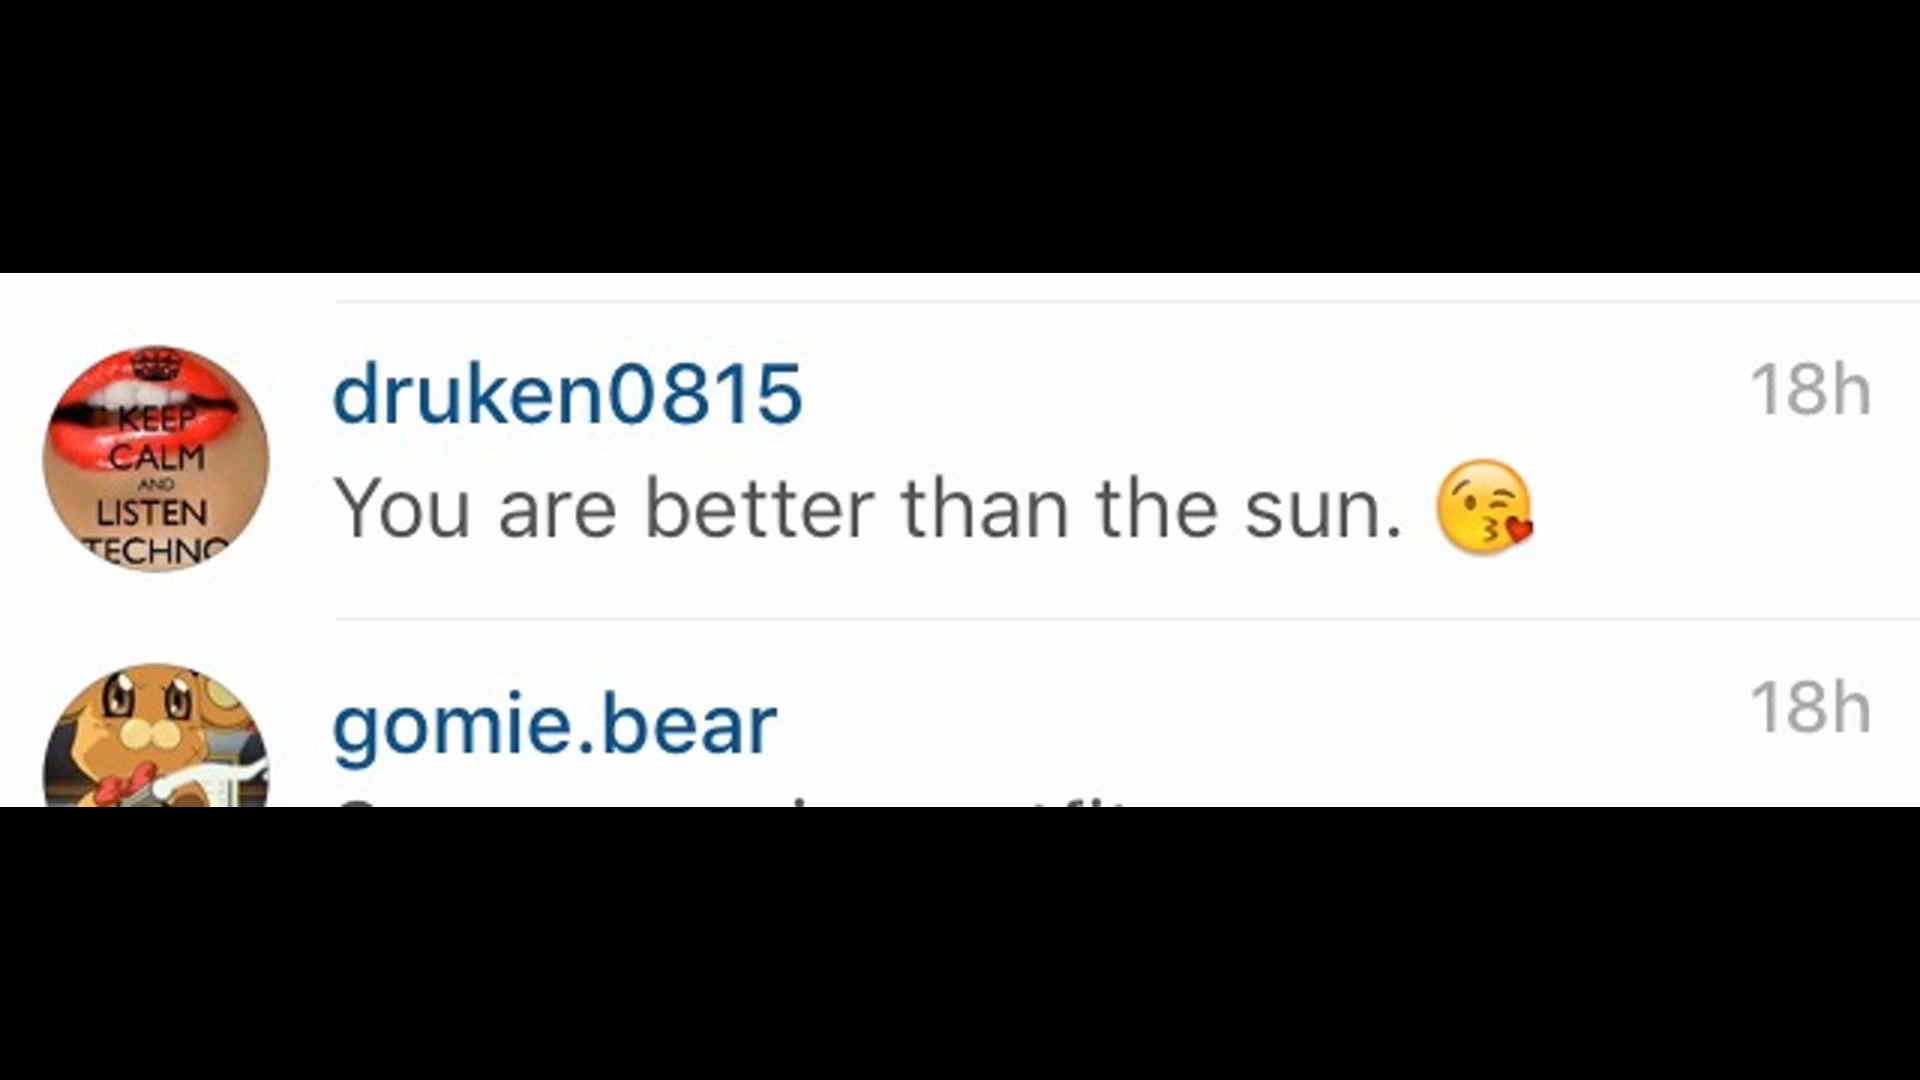 druken0815
18h
You are better than the sun. 😘
KEEP
CALM
AND
LISTEN
TECHNO
gomie.bear
18h